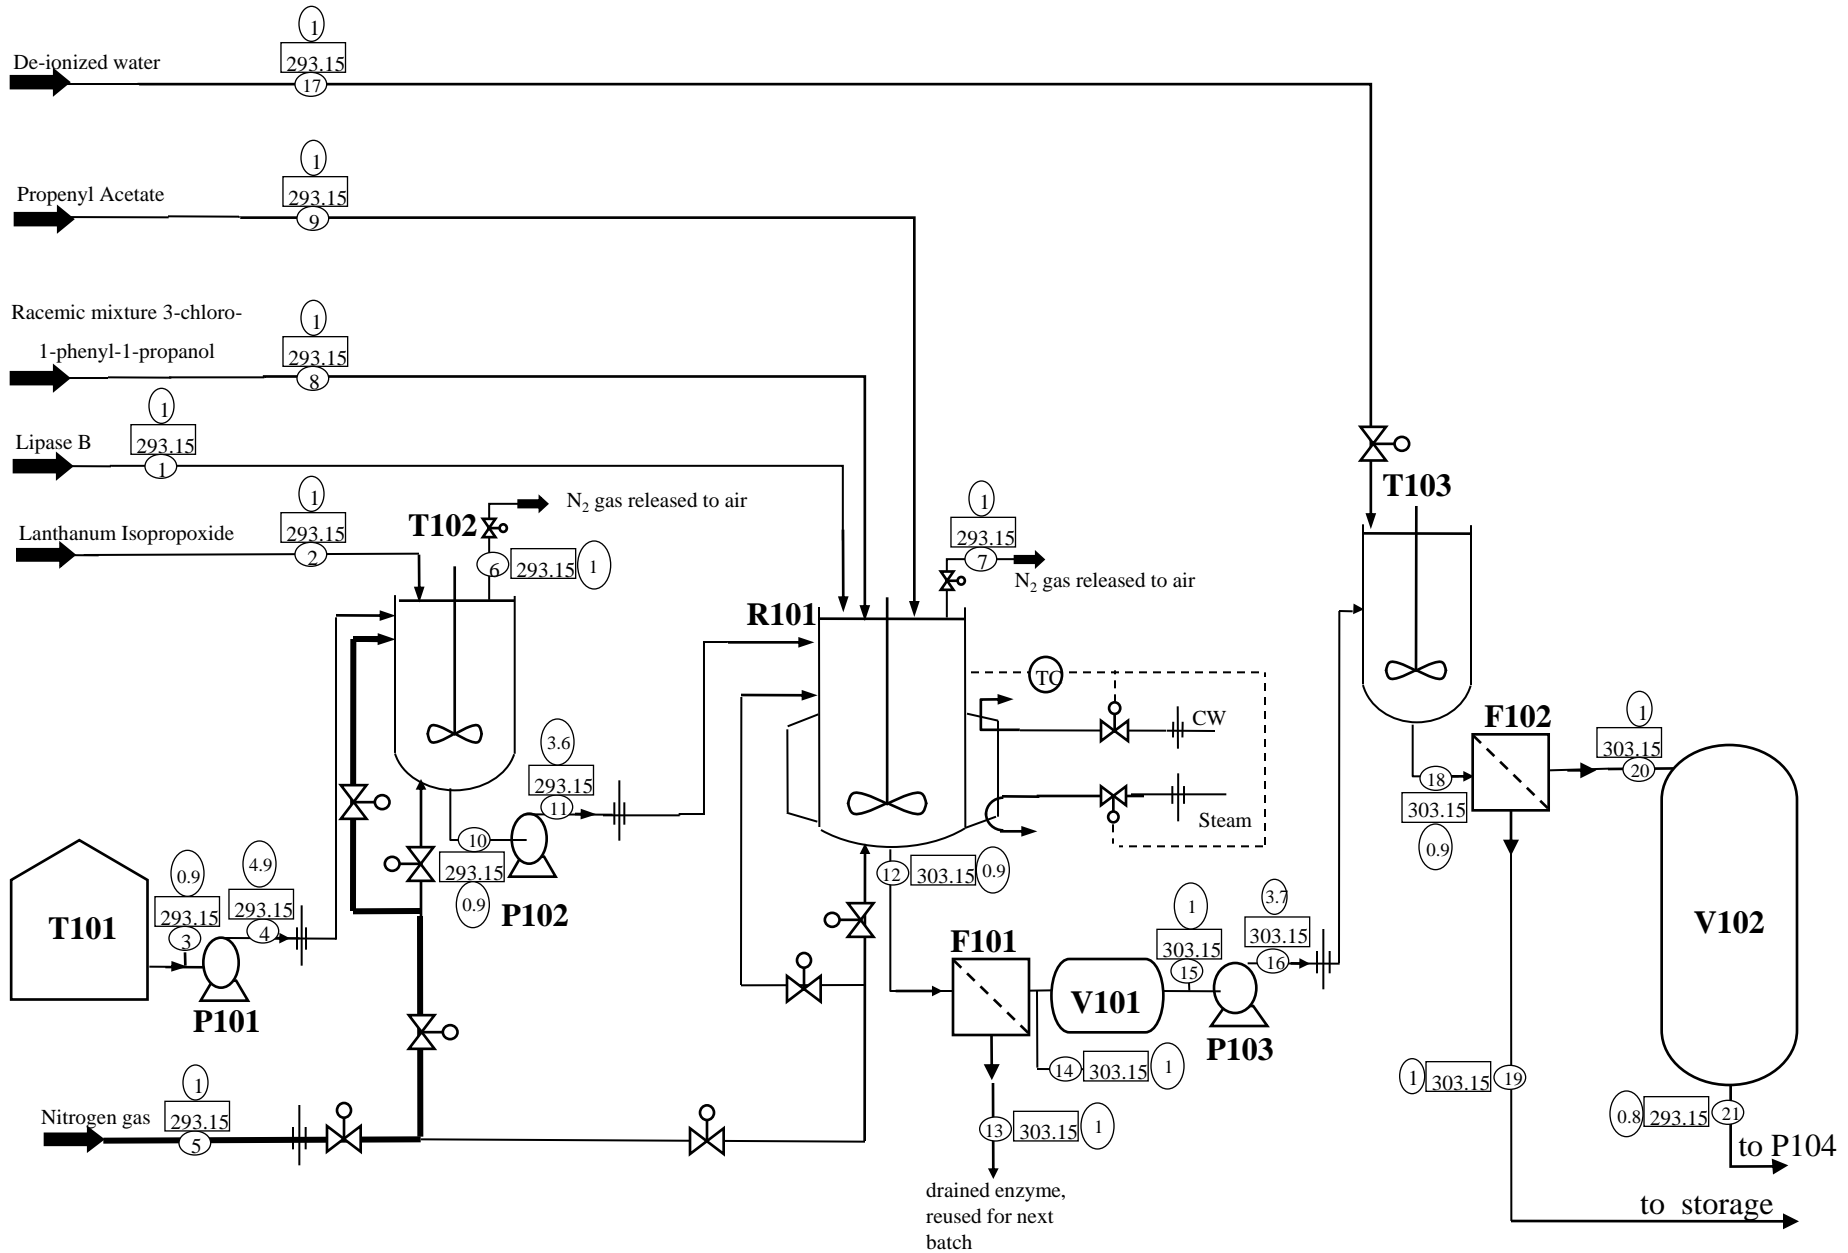 1
293.15
De-ionized water
17
1
293.15
Propenyl Acetate
9
Racemic mixture 3-chloro-
1-phenyl-1-propanol
1
293.15
8
1
293.15
Lipase B
1
1
293.15
Lanthanum Isopropoxide
2
T102
N2 gas released to air
6
293.15
1
1
293.15
7
N2 gas released to air
R101
T103
TC
CW
Steam
3.6
293.15
11
10
293.15
0.9
P102
T101
0.9
293.15
3
4.9
293.15
4
P101
1
293.15
Nitrogen gas
5
12
303.15
0.9
F101
V101
14
303.15
1
13
303.15
1
drained enzyme,
reused for next
batch
1
303.15
15
3.7
303.15
16
P103
F102
18
303.15
0.9
1
303.15
20
V102
1
303.15
19
0.8
293.15
21
to P104
to storage